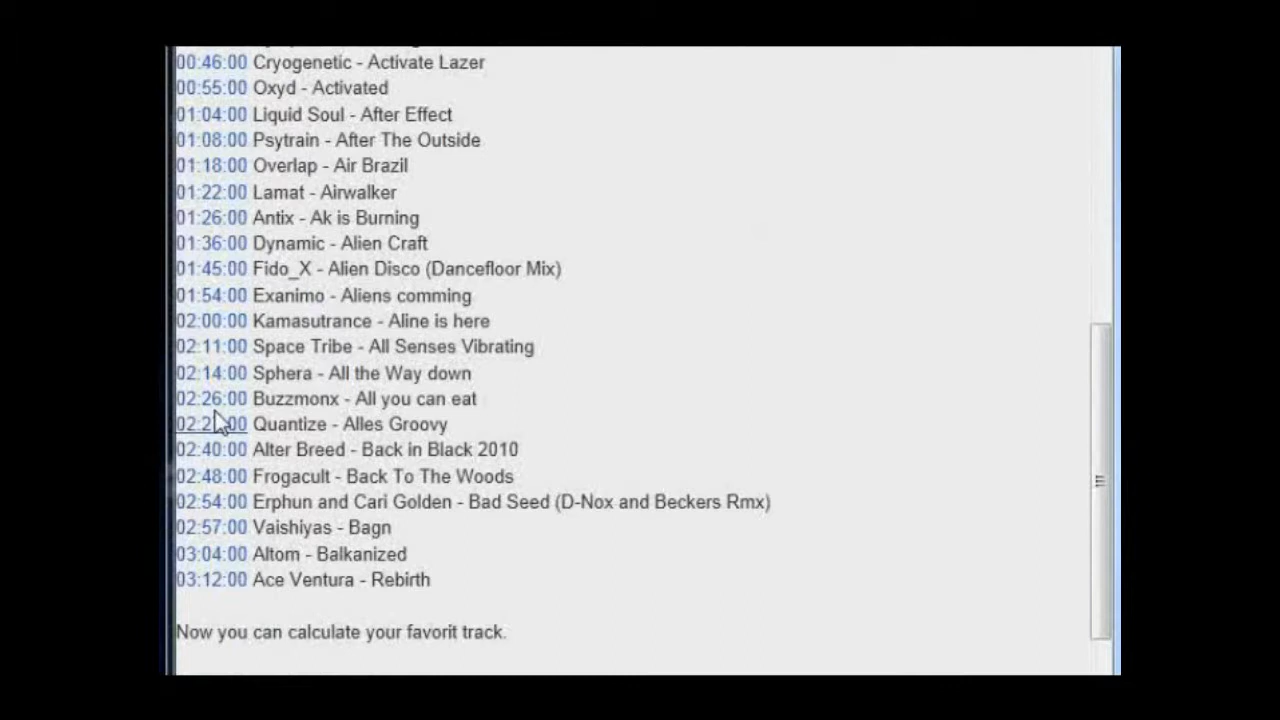 00:46:00 Cryogenetic - Activate Lazer
00:55:00 Oxyd - Activated
01:04:00 Liquid Soul - After Effect
01:08:00 Psytrain - After The Outside
01:18:00 Overlap - Air Brazil
01:22:00 Lamat - Airwalker
01:26:00 Antix - Ak is Burning
01:36:00 Dynamic - Alien Craft
01:45:00 Fido_X - Alien Disco (Dancefloor Mix)
01:54:00 Exanimo - Aliens comming
02:00:00 Kamasutrance - Aline is here
02:11:00 Space Tribe - All Senses Vibrating
02:14:00 Sphera - All the Way down
02:26:00 Buzzmonx - All you can eat
Quantize - Alles Groovy
02:40:00 Alter Breed - Back in Black 2010
02:48:00 Frogacult - Back To The Woods
02:54:00 Erphun and Cari Golden - Bad Seed (D-Nox and Beckers Rmx)
02:57:00 Vaishiyas - Bagn
03:04:00 Altom - Balkanized
03:12:00 Ace Ventura - Rebirth
Now you can calculate your favorit track.